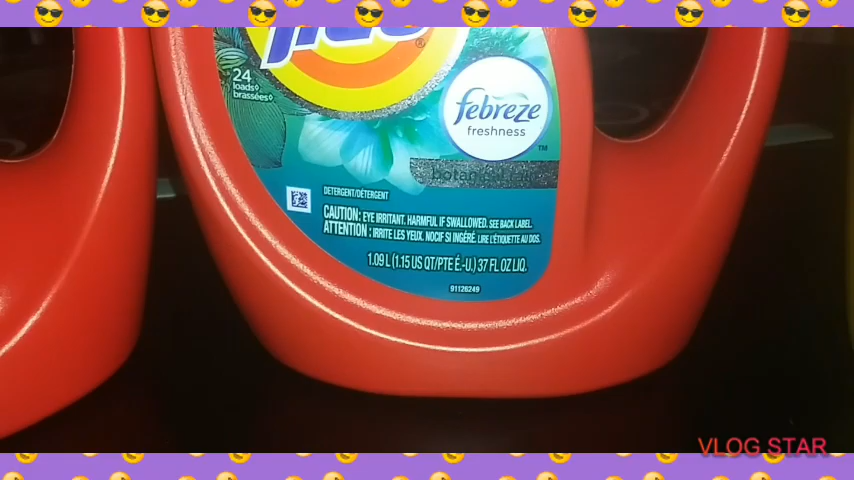 Tide®
24
loads◊
brassées◊
febreze
freshness
™
DETERGENT/DÉTERGENT
CAUTION: EYE IRRITANT. HARMFUL IF SWALLOWED. SEE BACK LABEL.
ATTENTION : IRRITE LES YEUX. NOCIF SI INGÉRÉ. LIRE L'ÉTIQUETTE AU DOS.
1.09 L (1.15 US QT/PTE É.-U.) 37 FL OZ LIQ.
91128249
VLOG STAR